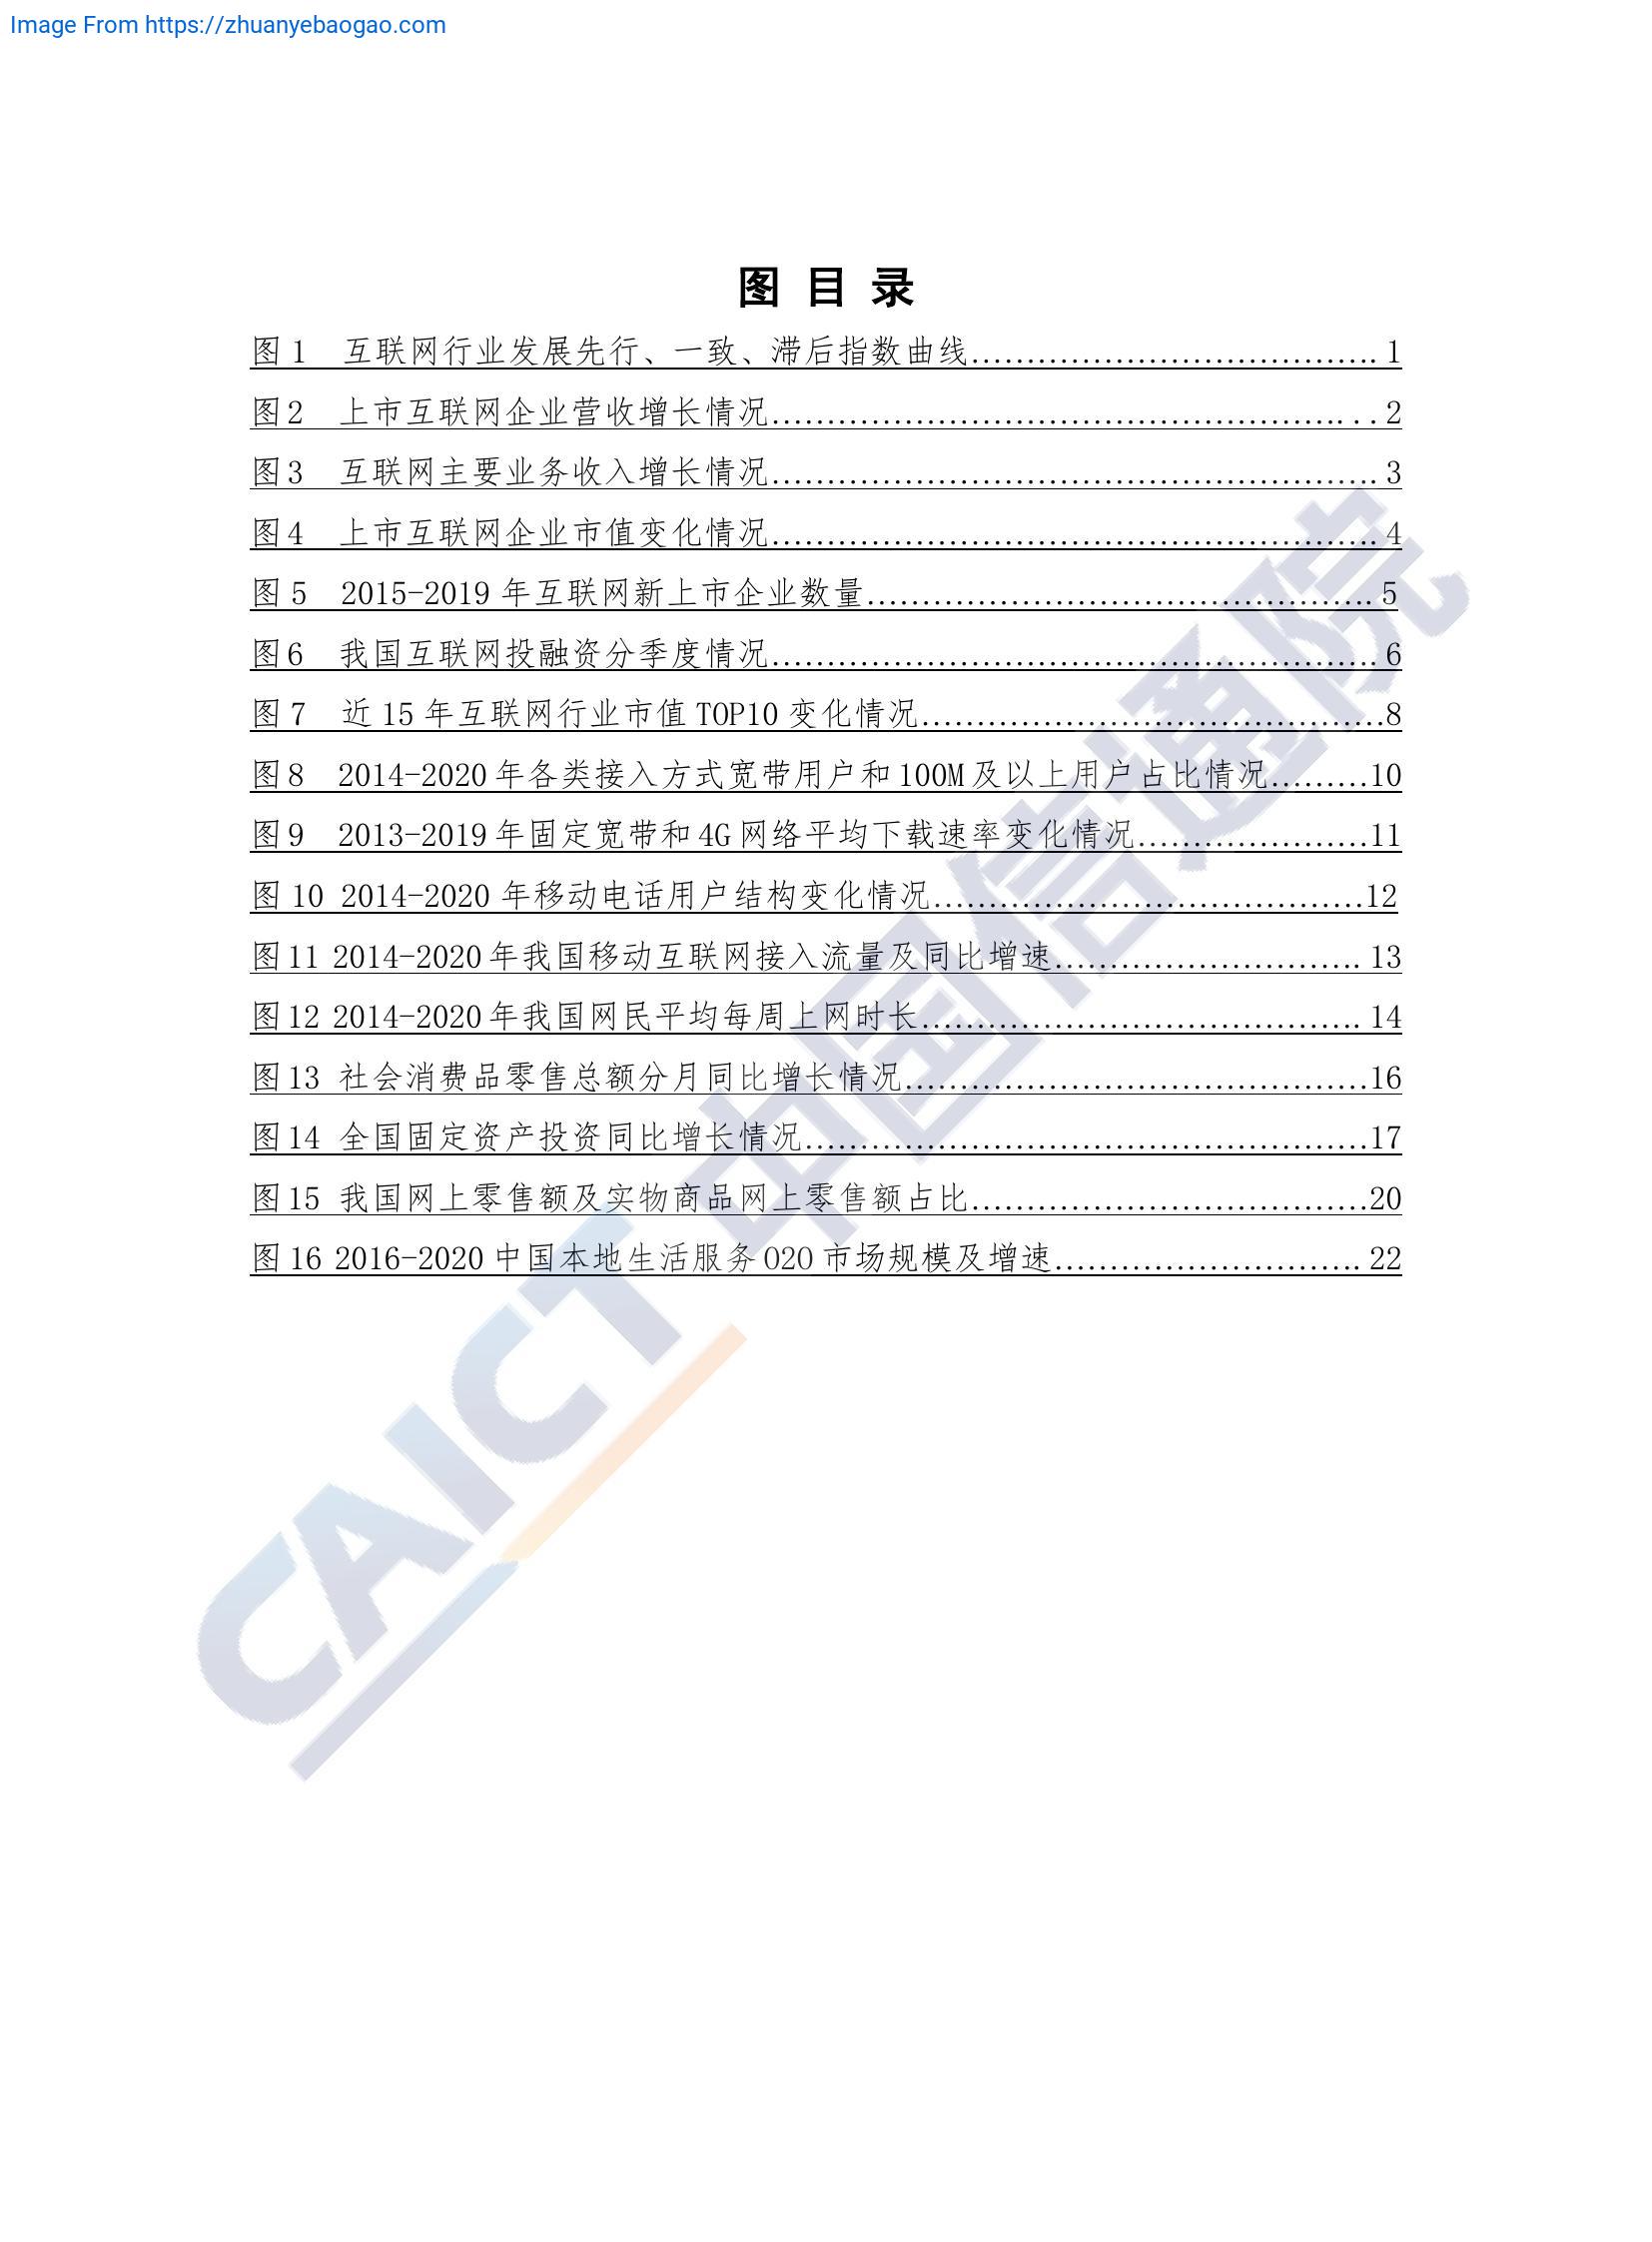 Image From https://zhuanyebaogao.com
图 目 录
图 1 互联网行业发展先行、一致、滞后指数曲线..................................... 1
图 2 上市互联网企业营收增长情况....................................................... 2
图 3 互联网主要业务收入增长情况....................................................... 3
图 4 上市互联网企业市值变化情况....................................................... 4
图 5 2015-2019 年互联网新上市企业数量.............................................. 5
图 6 我国互联网投融资分季度情况....................................................... 6
图 7 近 15 年互联网行业市值 TOP10 变化情况..........................................8
图 8 2014-2020 年各类接入方式宽带用户和 100M 及以上用户占比情况.........10
图 9 2013-2019 年固定宽带和 4G 网络平均下载速率变化情况.....................11
图 10 2014-2020 年移动电话用户结构变化情况.......................................12
图 11 2014-2020 年我国移动互联网接入流量及同比增速............................ 13
图 12 2014-2020 年我国网民平均每周上网时长........................................ 14
图 13 社会消费品零售总额分月同比增长情况..........................................16
图 14 全国固定资产投资同比增长情况...................................................17
图 15 我国网上零售额及实物商品网上零售额占比....................................20
图 16 2016-2020 中国本地生活服务 O2O 市场规模及增速............................ 22
CAICT 中国信通院